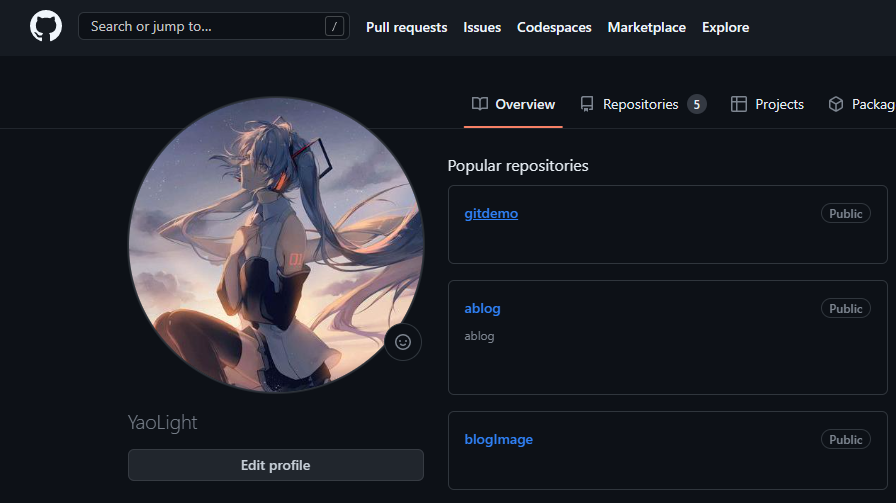 Search or jump to... /
Pull requests Issues Codespaces Marketplace Explore
Overview Repositories 5 Projects Packag
01
YaoLight
Edit profile
Popular repositories
gitdemo Public
ablog Public
ablog
blogImage Public